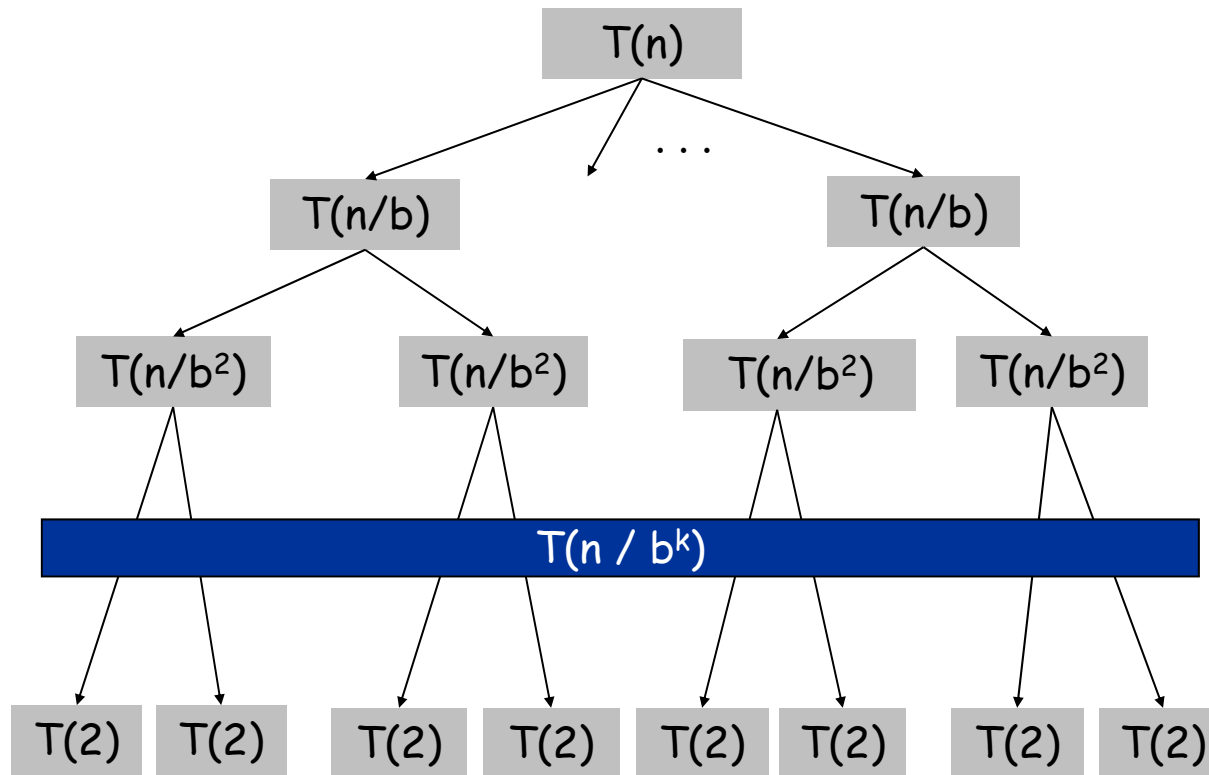 T(n)
. . .
T(n/b)
T(n/b)
T(n/b²)
T(n/b²)
T(n/b²)
T(n/b²)
T(n / bᵏ)
T(2)
T(2)
T(2)
T(2)
T(2)
T(2)
T(2)
T(2)